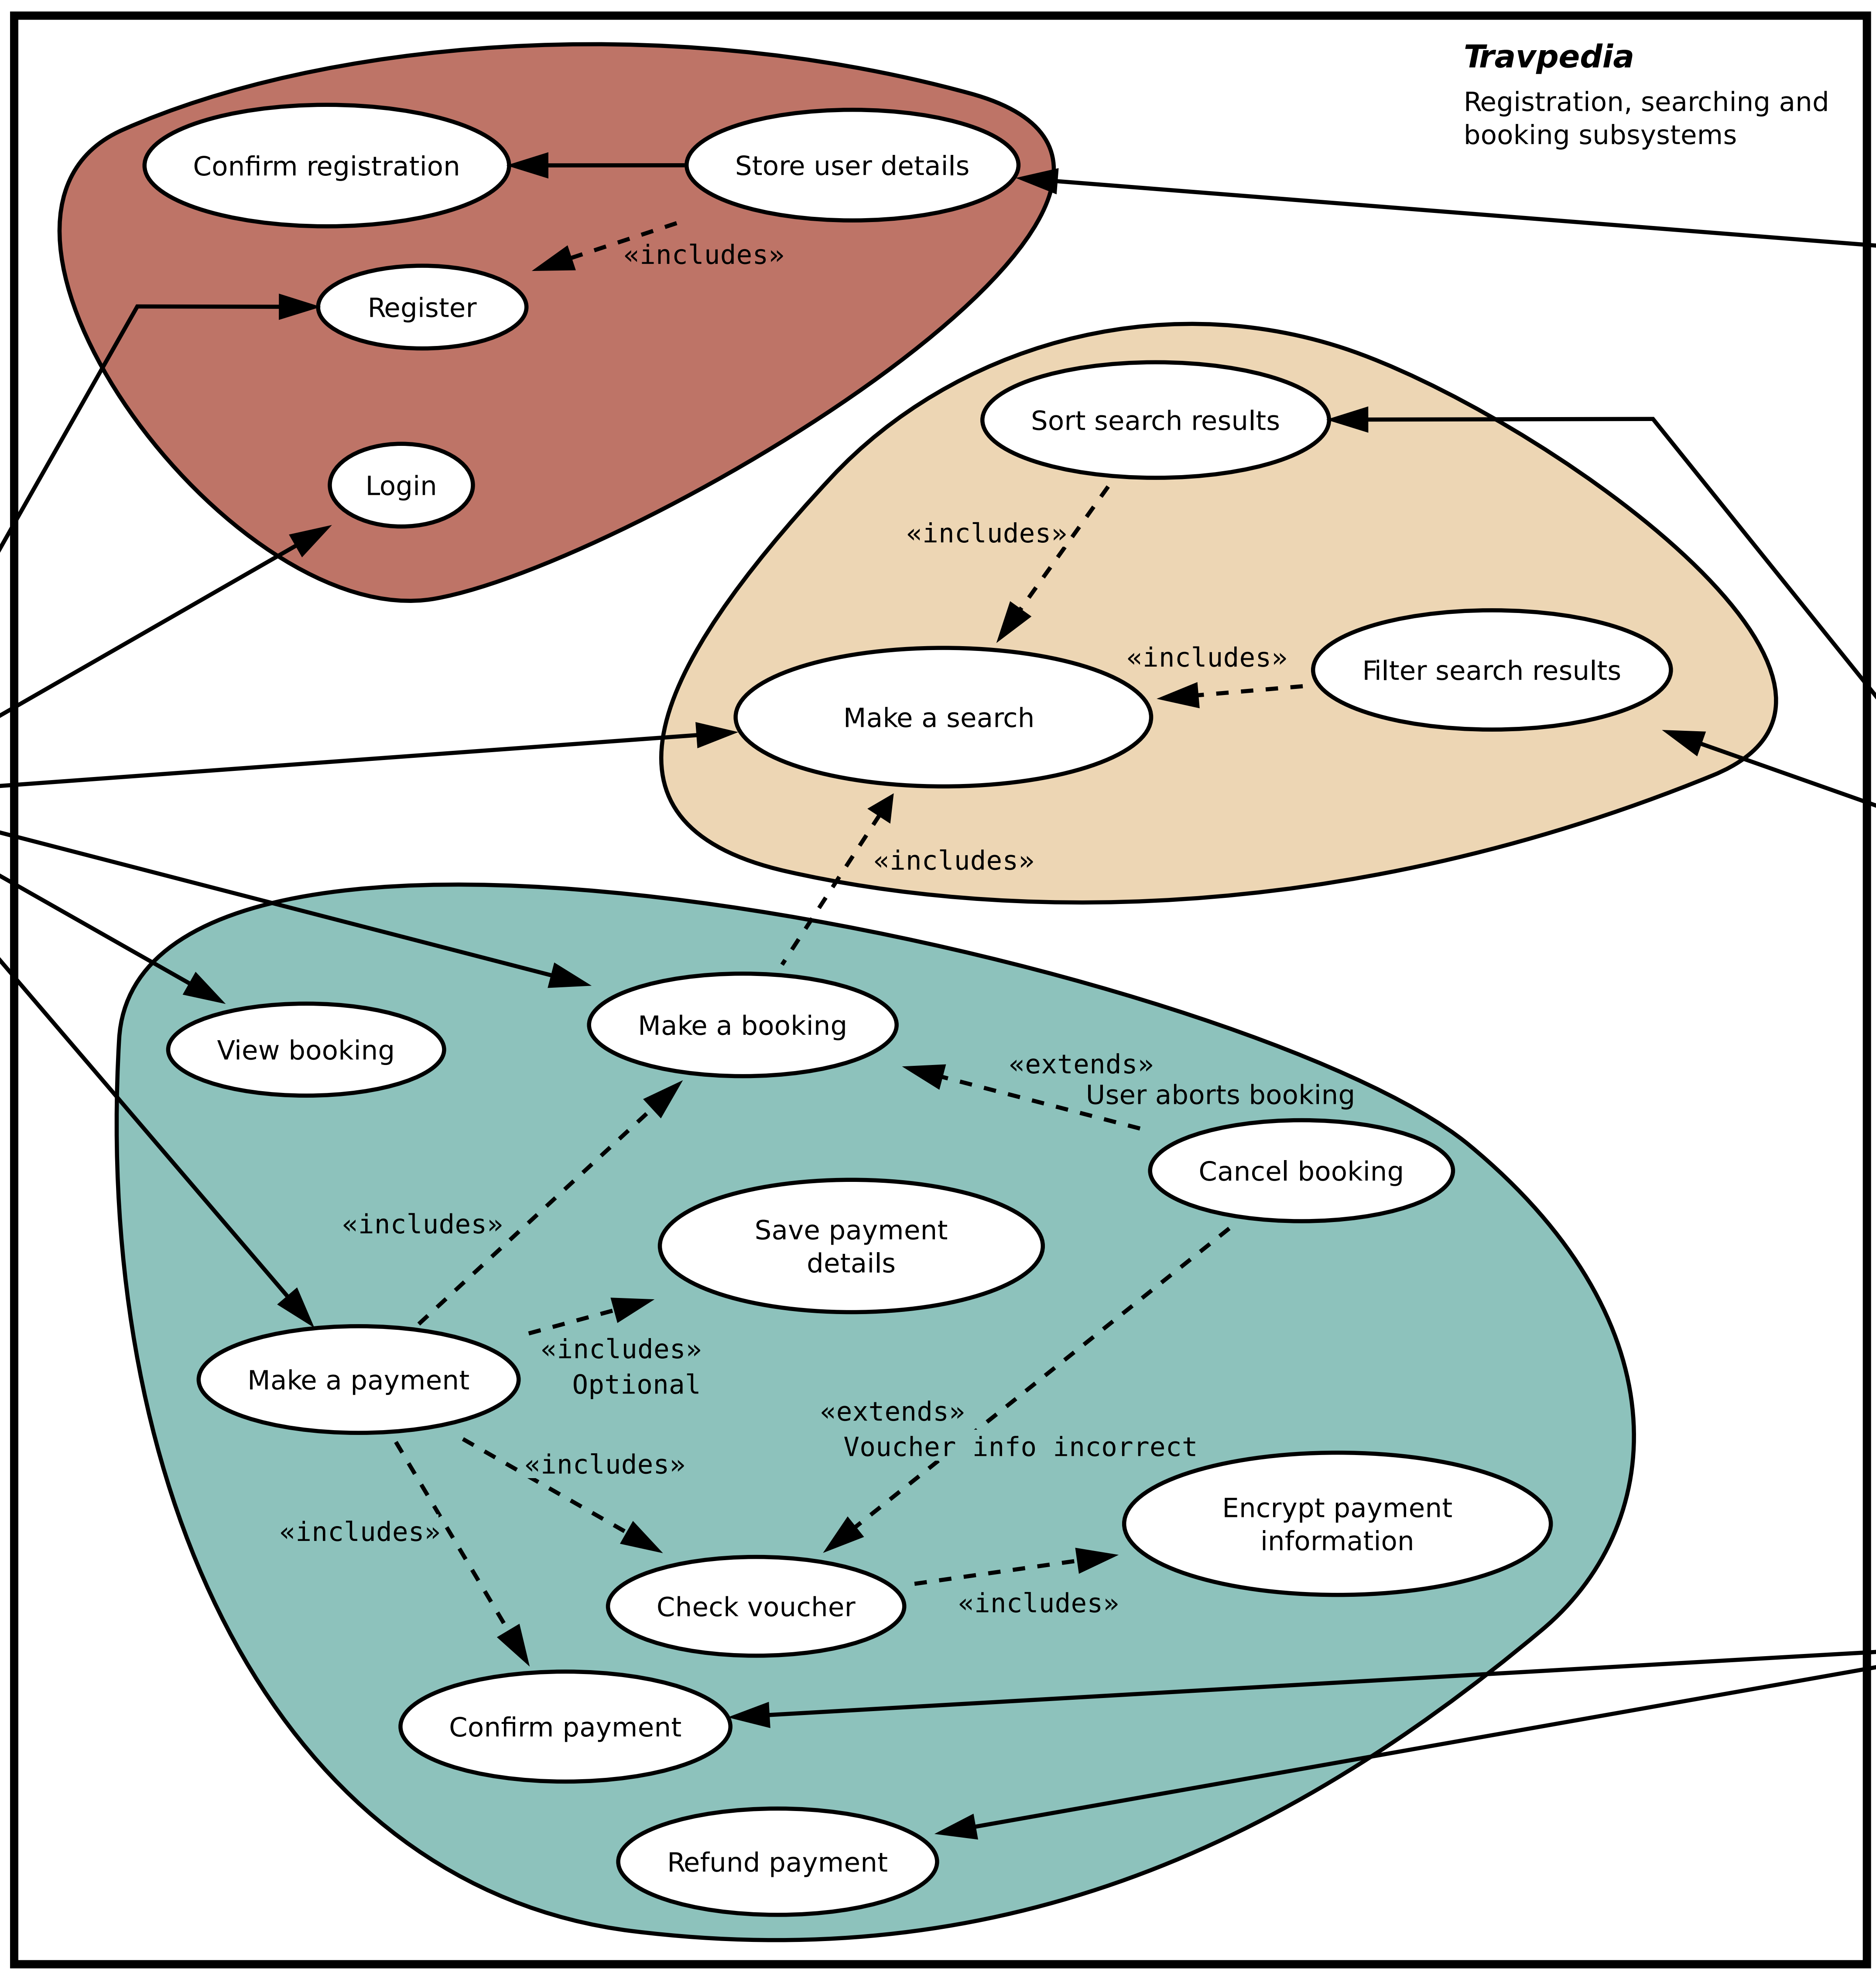 Travpedia
Registration, searching and
booking subsystems
Confirm registration
Store user details
«includes»
Register
Login
Sort search results
«includes»
Filter search results
«includes»
Make a search
«includes»
Make a booking
View booking
«extends»
User aborts booking
Cancel booking
«includes»
Save payment
details
«includes»
Optional
Make a payment
«extends»
Voucher info incorrect
«includes»
Encrypt payment
information
«includes»
Check voucher
«includes»
Confirm payment
Refund payment